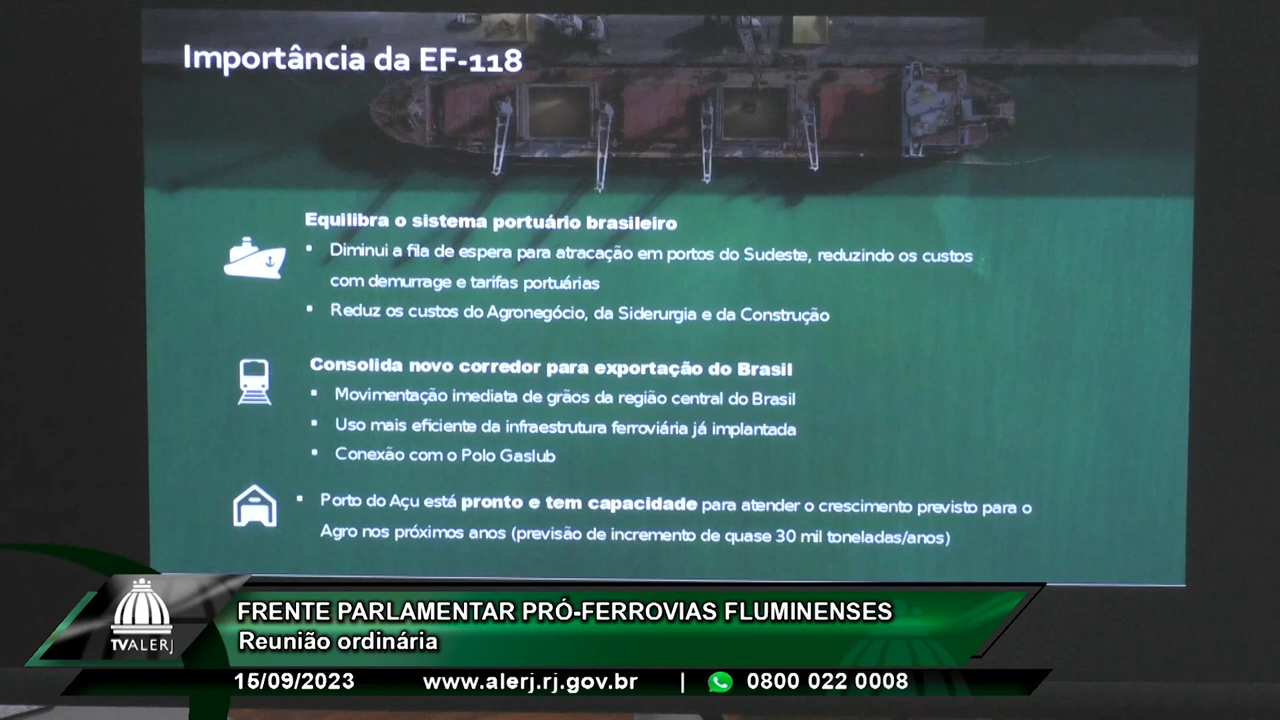 Importância da EF-118
Equilibra o sistema portuário brasileiro
▪ Diminui a fila de espera para atracação em portos do Sudeste, reduzindo os custos
com demurrage e tarifas portuárias
▪ Reduz os custos do Agronegócio, da Siderurgia e da Construção
Consolida novo corredor para exportação do Brasil
▪ Movimentação imediata de grãos da região central do Brasil
▪ Uso mais eficiente da infraestrutura ferroviária já implantada
▪ Conexão com o Polo Gaslub
▪ Porto do Açu está pronto e tem capacidade para atender o crescimento previsto para o
Agro nos próximos anos (previsão de incremento de quase 30 mil toneladas/anos)
FRENTE PARLAMENTAR PRÓ-FERROVIAS FLUMINENSES
Reunião ordinária
TVALERJ
15/09/2023 www.alerj.rj.gov.br | 0800 022 0008